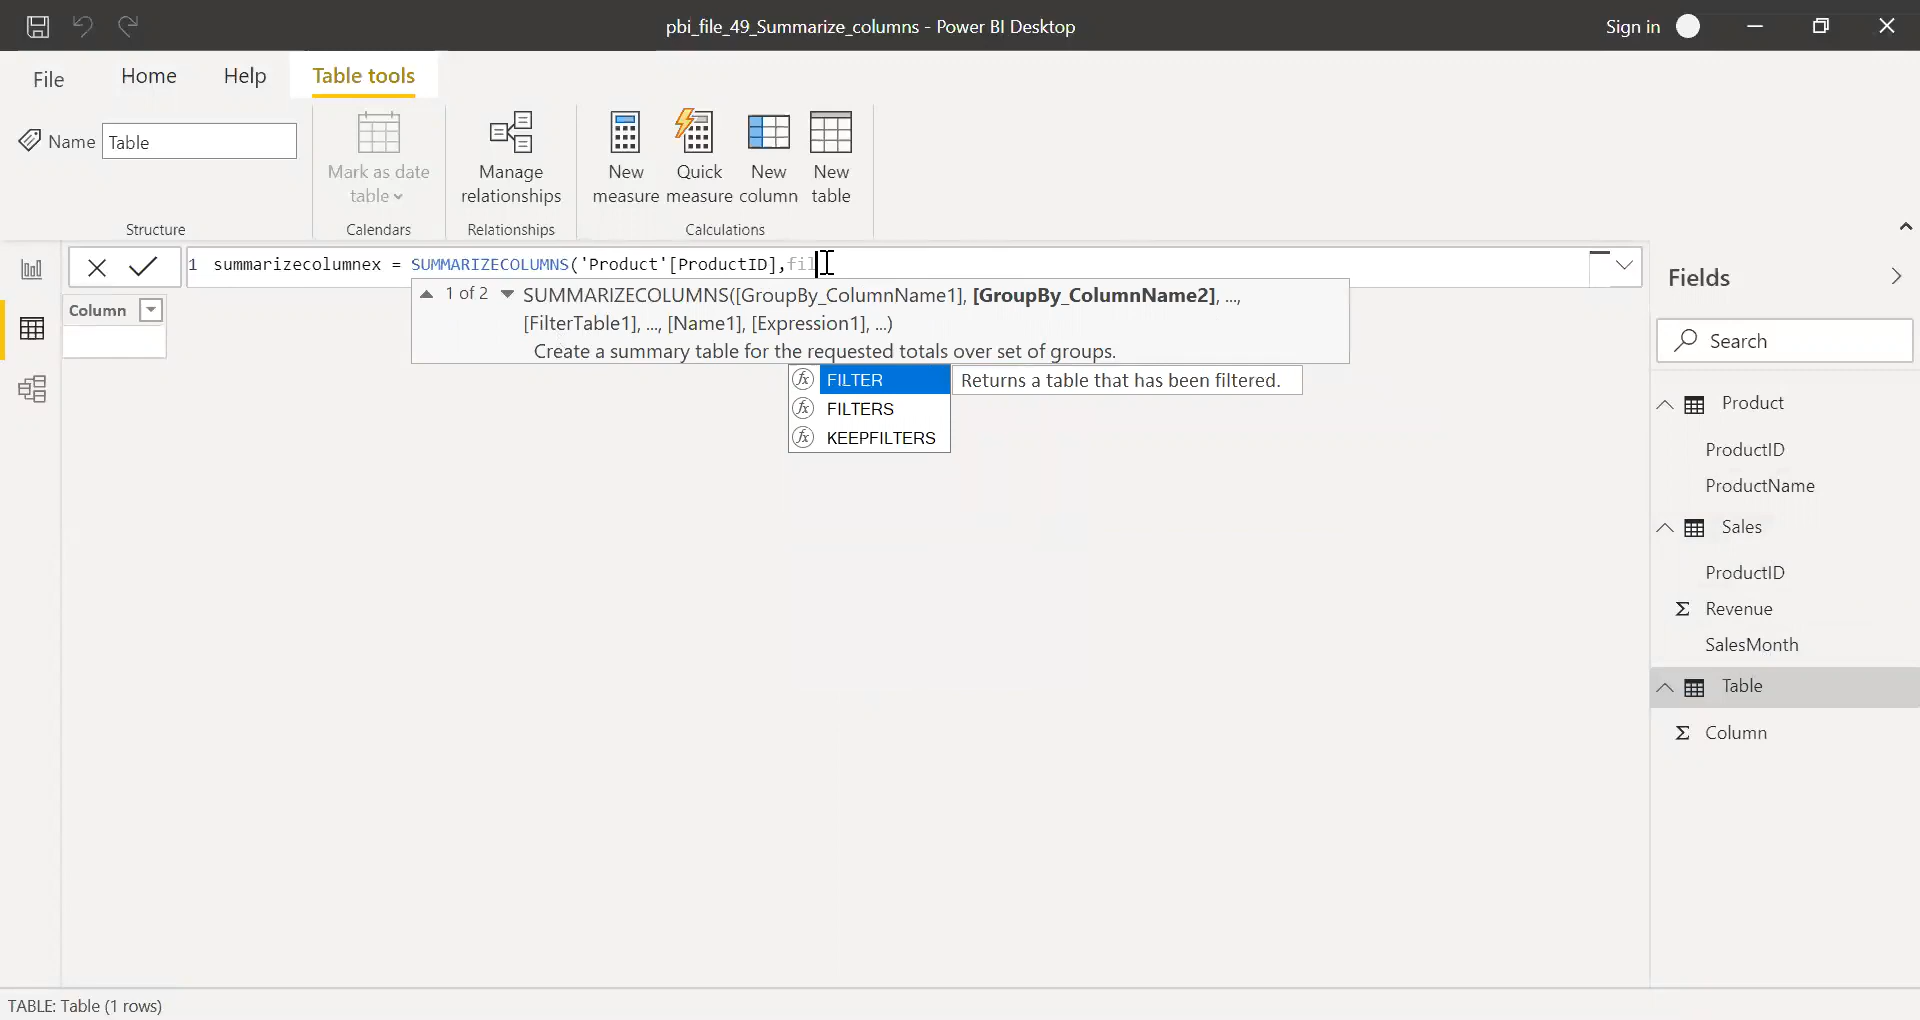 pbi_file_49_Summarize_columns - Power BI Desktop
Sign in
File
Home
Help
Table tools
Name
Table
Mark as date
table
Manage
relationships
New
measure
Quick
measure
New
column
New
table
Structure
Calendars
Relationships
Calculations
1 summarizecolumnex = SUMMARIZECOLUMNS('Product'[ProductID],fil
1 of 2
SUMMARIZECOLUMNS([GroupBy_ColumnName1], [GroupBy_ColumnName2], ...,
[FilterTable1], ..., [Name1], [Expression1], ...)
Create a summary table for the requested totals over set of groups.
FILTER
Returns a table that has been filtered.
FILTERS
KEEPFILTERS
Column
Fields
Search
Product
ProductID
ProductName
Sales
ProductID
Σ Revenue
SalesMonth
Table
Σ Column
TABLE: Table (1 rows)